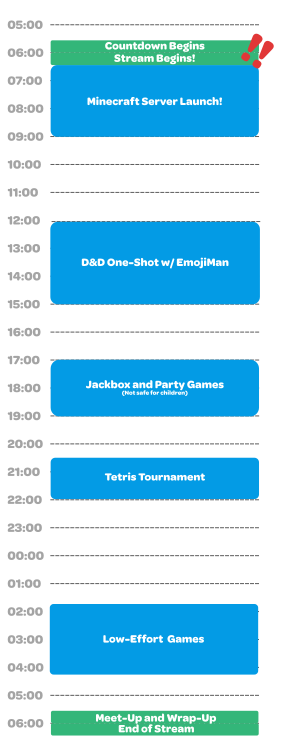 05:00
06:00 Countdown Begins
Stream Begins!
07:00
Minecraft Server Launch!
08:00
09:00
10:00
11:00
12:00
13:00
D&D One-Shot w/ EmojiMan
14:00
15:00
16:00
17:00
18:00 Jackbox and Party Games
(Not safe for children)
19:00
20:00
21:00 Tetris Tournament
22:00
23:00
00:00
01:00
02:00
03:00 Low-Effort Games
04:00
05:00
06:00 Meet-Up and Wrap-Up
End of Stream